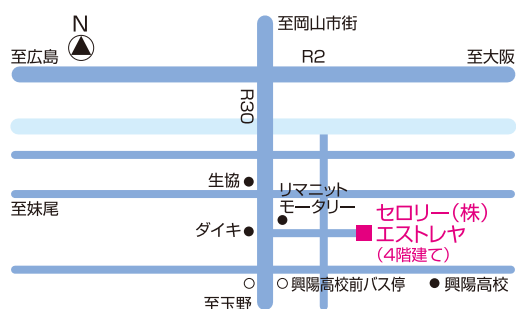 N
至岡山市街
至広島
R2
至大阪
R30
生協
リマニット
モータリー
至妹尾
セロリー(株)
エストレヤ
(4階建て)
ダイキ
興陽高校前バス停
興陽高校
至玉野